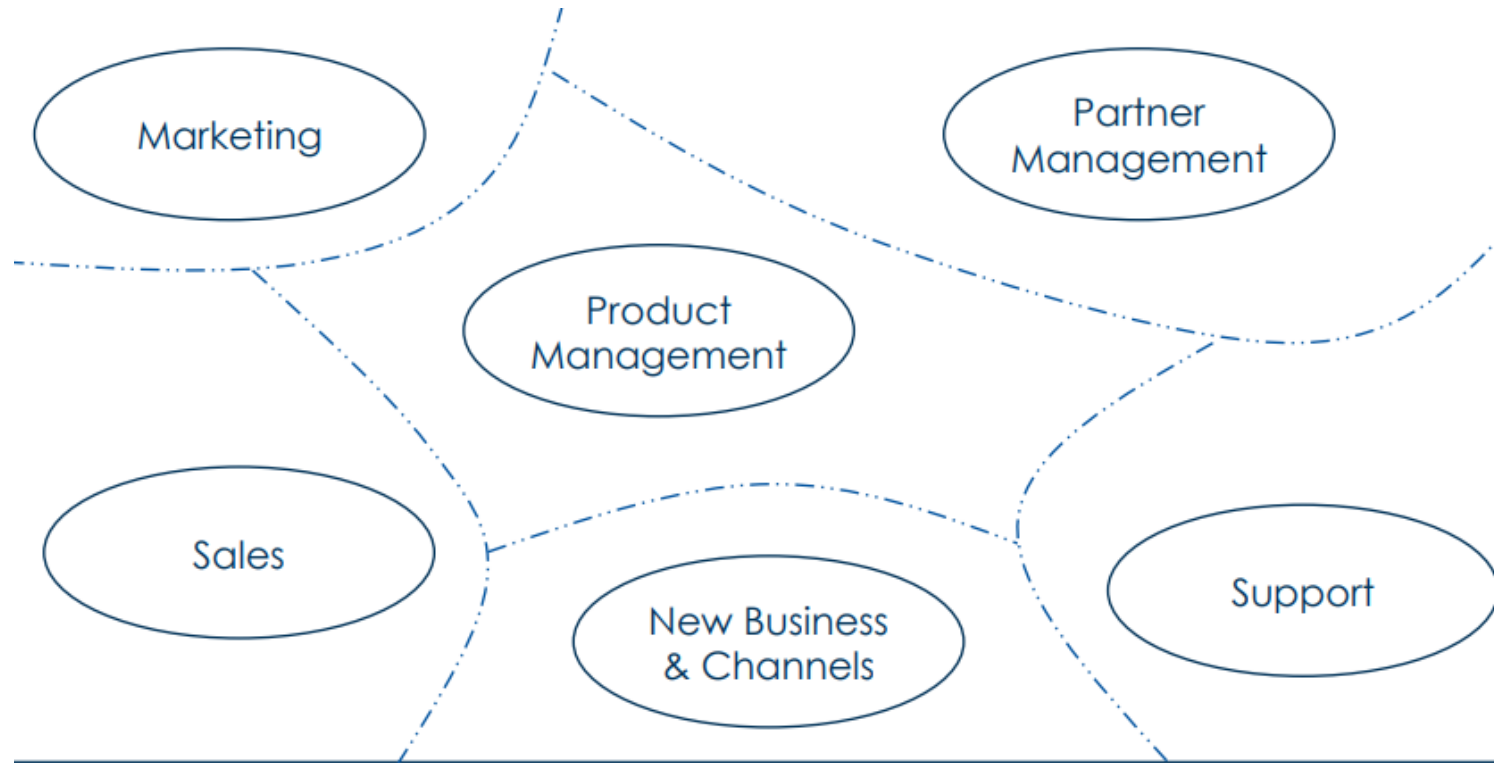 Marketing
Partner
Management
Product
Management
Sales
New Business
& Channels
Support